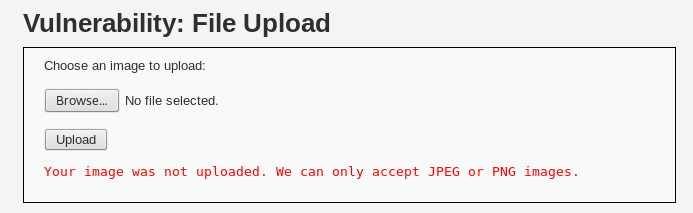 Vulnerability: File Upload
Choose an image to upload:
Browse... No file selected.
Upload
Your image was not uploaded. We can only accept JPEG or PNG images.